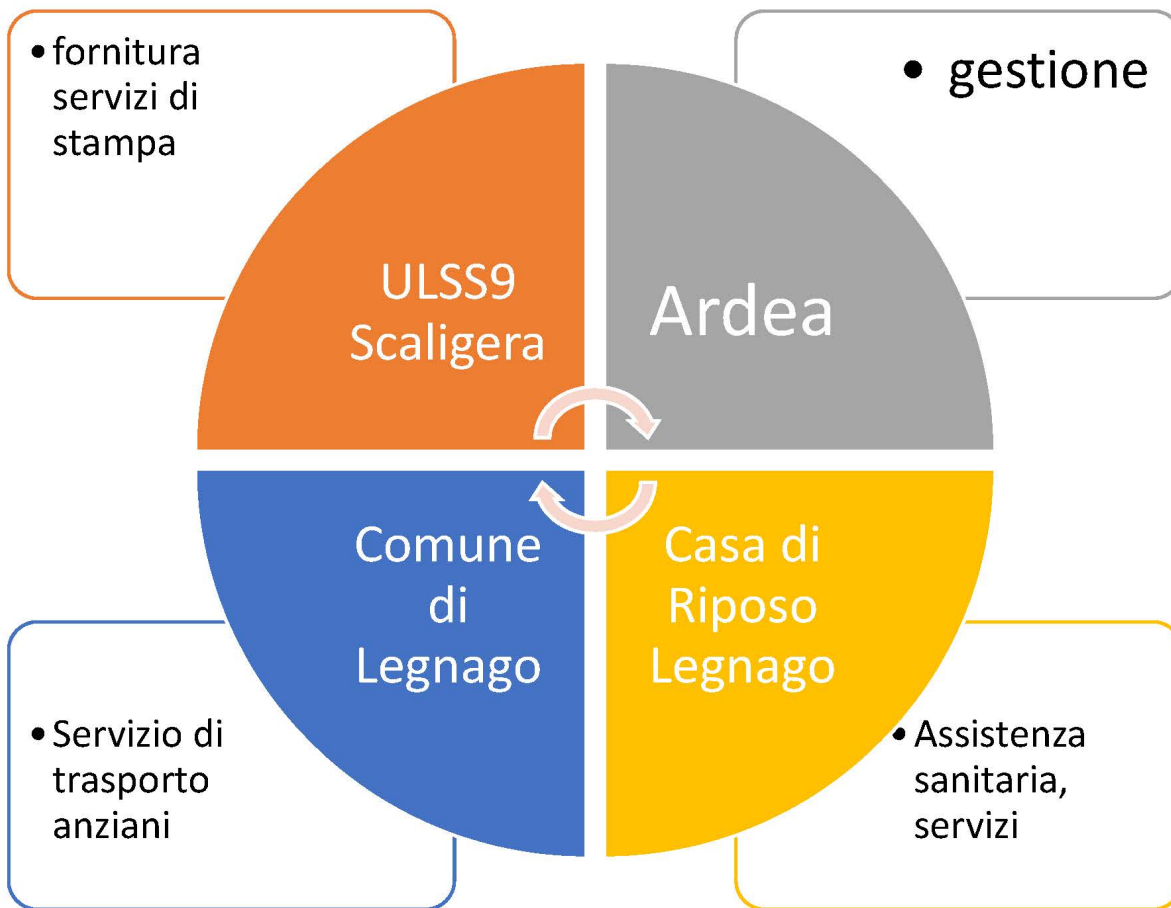 • fornitura
servizi di
stampa
• gestione
ULSS9
Scaligera
Ardea
Comune
di
Legnago
Casa di
Riposo
Legnago
• Servizio di
trasporto
anziani
• Assistenza
sanitaria,
servizi